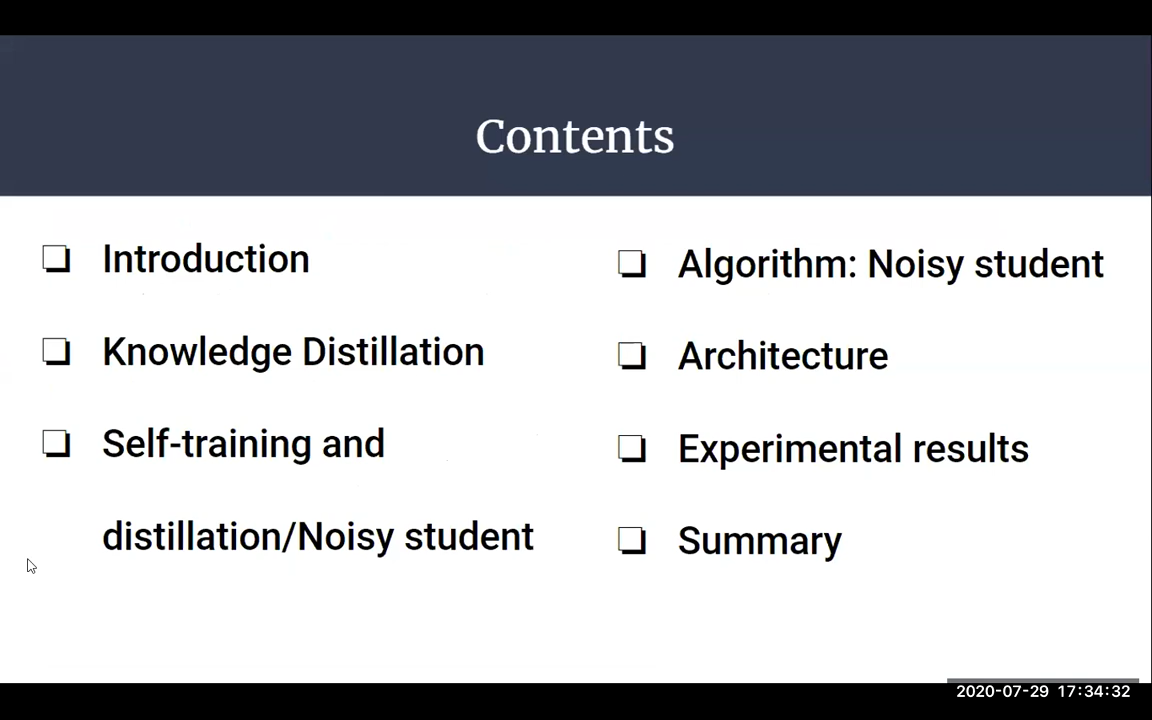 Contents
Introduction
Knowledge Distillation
Self-training and
distillation/Noisy student
Algorithm: Noisy student
Architecture
Experimental results
Summary
2020-07-29 17:34:32